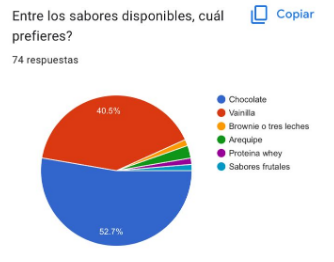 Entre los sabores disponibles, cuál
prefieres?
Copiar
74 respuestas
40.5%
52.7%
Chocolate
Vainilla
Brownie o tres leches
Arequipe
Proteina whey
Sabores frutales